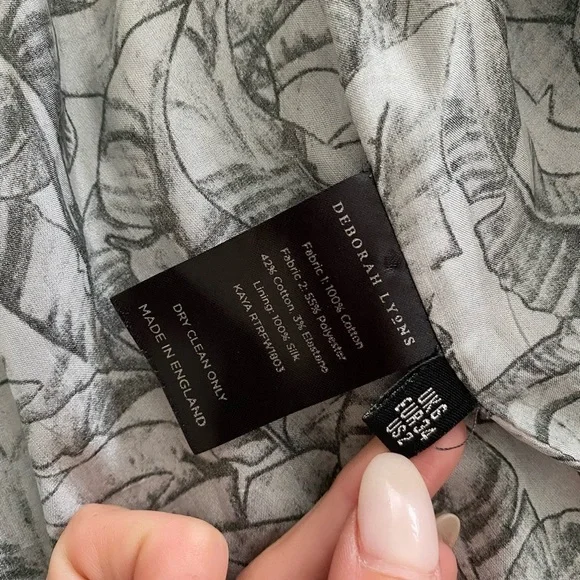 DEBORAH LYONS
Fabric 1: 100% Cotton
Fabric 2: 55% Polyester
42% Cotton, 3% Elastane
Lining: 100% Silk
KAYA RTRFW1803
DRY CLEAN ONLY
MADE IN ENGLAND
UK 6
EUR 34
US 2